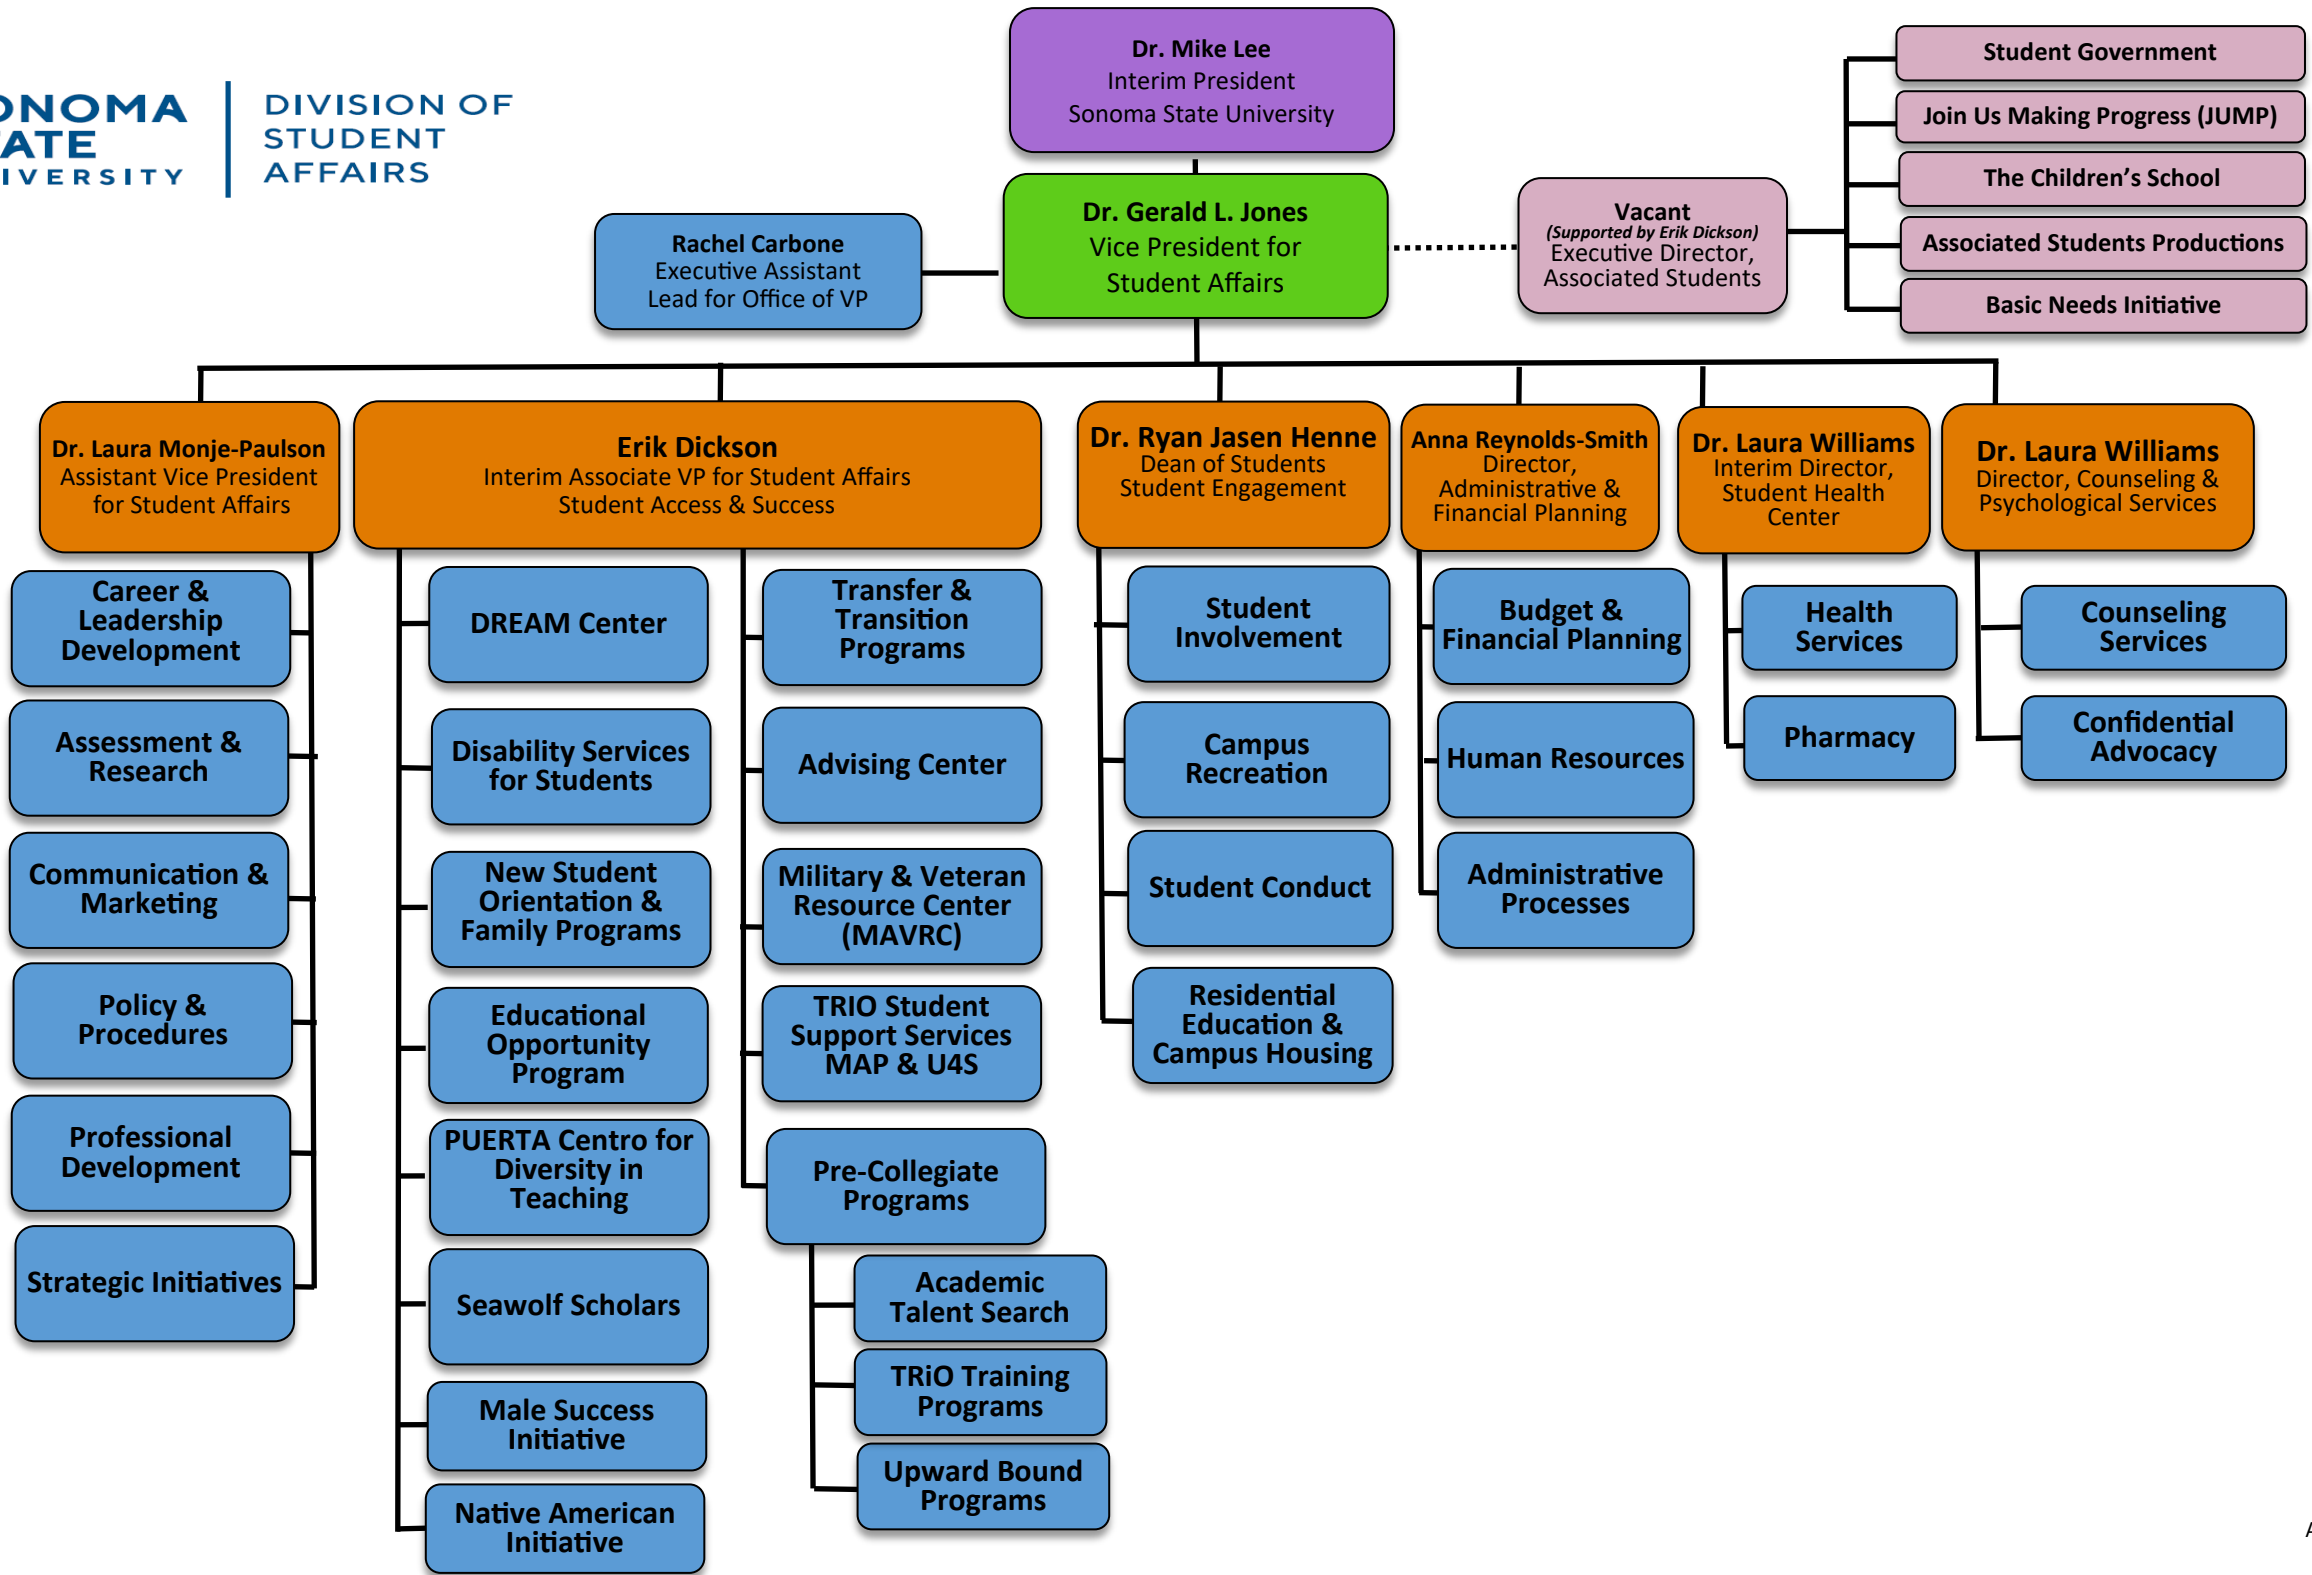 DIVISION OF
STUDENT
AFFAIRS
Dr. Mike Lee
Interim President
Sonoma State University
Dr. Gerald L. Jones
Vice President for
Student Affairs
Rachel Carbone
Executive Assistant
Lead for Office of VP
Vacant
(Supported by Erik Dickson)
Executive Director,
Associated Students
Student Government
Join Us Making Progress (JUMP)
The Children’s School
Associated Students Productions
Basic Needs Initiative
Dr. Laura Monje-Paulson
Assistant Vice President
for Student Affairs
Career &
Leadership
Development
Assessment &
Research
Communication &
Marketing
Policy &
Procedures
Professional
Development
Strategic Initiatives
Erik Dickson
Interim Associate VP for Student Affairs
Student Access & Success
DREAM Center
Disability Services
for Students
New Student
Orientation &
Family Programs
Educational
Opportunity
Program
PUERTA Centro for
Diversity in
Teaching
Seawolf Scholars
Male Success
Initiative
Native American
Initiative
Transfer &
Transition
Programs
Advising Center
Military & Veteran
Resource Center
(MAVRC)
TRIO Student
Support Services
MAP & U4S
Pre-Collegiate
Programs
Academic
Talent Search
TRiO Training
Programs
Upward Bound
Programs
Dr. Ryan Jasen Henne
Dean of Students
Student Engagement
Student
Involvement
Campus
Recreation
Student Conduct
Residential
Education &
Campus Housing
Anna Reynolds-Smith
Director,
Administrative &
Financial Planning
Budget &
Financial Planning
Human Resources
Administrative
Processes
Dr. Laura Williams
Interim Director,
Student Health
Center
Health
Services
Pharmacy
Dr. Laura Williams
Director, Counseling &
Psychological Services
Counseling
Services
Confidential
Advocacy